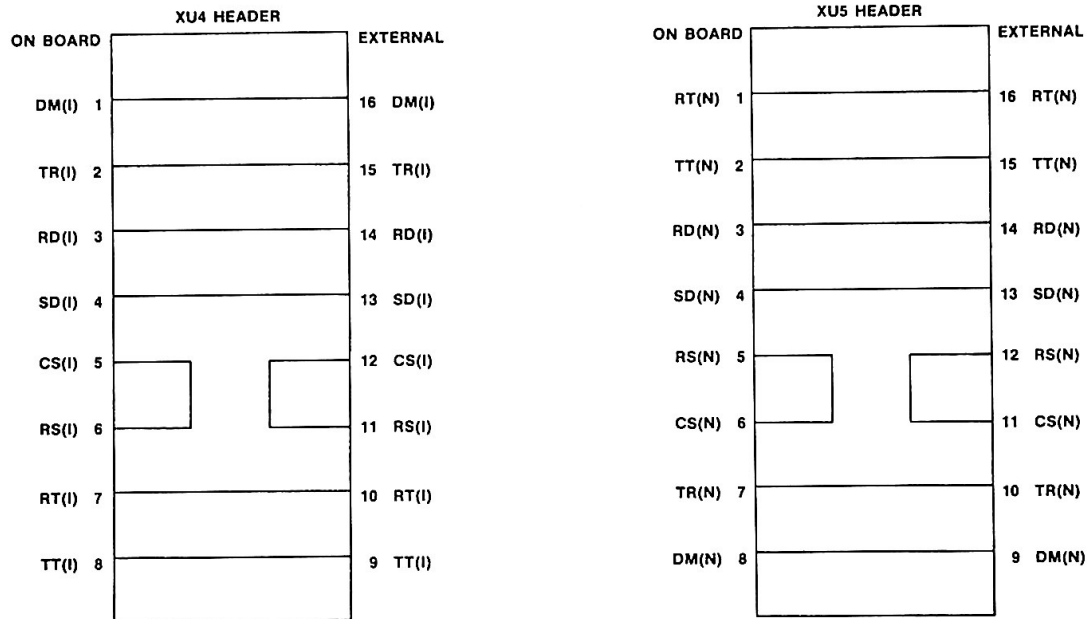 XU4 HEADER
ON BOARD EXTERNAL
DM(I) 1 16 DM(I)
TR(I) 2 15 TR(I)
RD(I) 3 14 RD(I)
SD(I) 4 13 SD(I)
CS(I) 5 12 CS(I)
RS(I) 6 11 RS(I)
RT(I) 7 10 RT(I)
TT(I) 8 9 TT(I)
XU5 HEADER
ON BOARD EXTERNAL
RT(N) 1 16 RT(N)
TT(N) 2 15 TT(N)
RD(N) 3 14 RD(N)
SD(N) 4 13 SD(N)
RS(N) 5 12 RS(N)
CS(N) 6 11 CS(N)
TR(N) 7 10 TR(N)
DM(N) 8 9 DM(N)